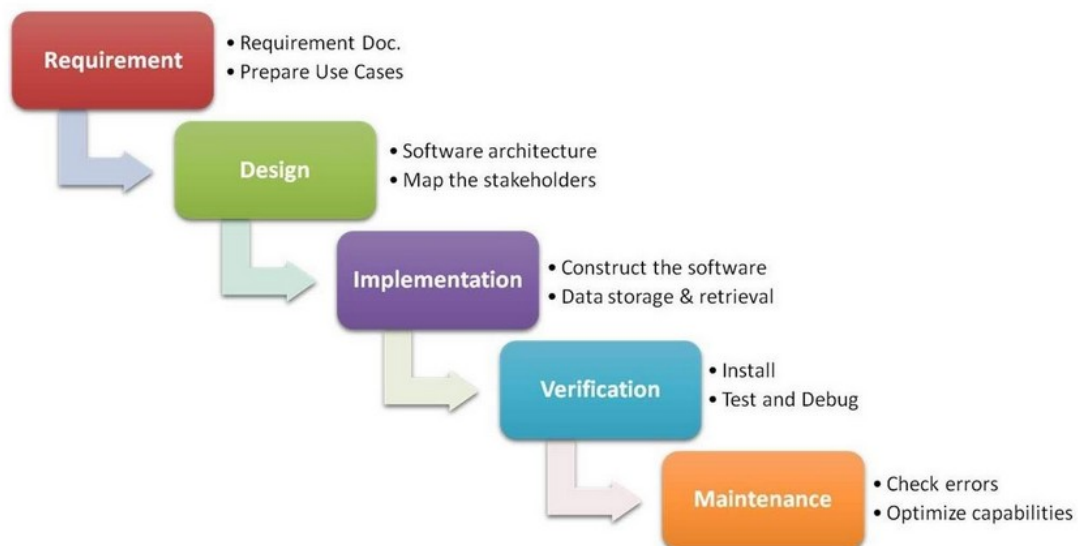 Requirement
• Requirement Doc.
• Prepare Use Cases
Design
• Software architecture
• Map the stakeholders
Implementation
• Construct the software
• Data storage & retrieval
Verification
• Install
• Test and Debug
Maintenance
• Check errors
• Optimize capabilities